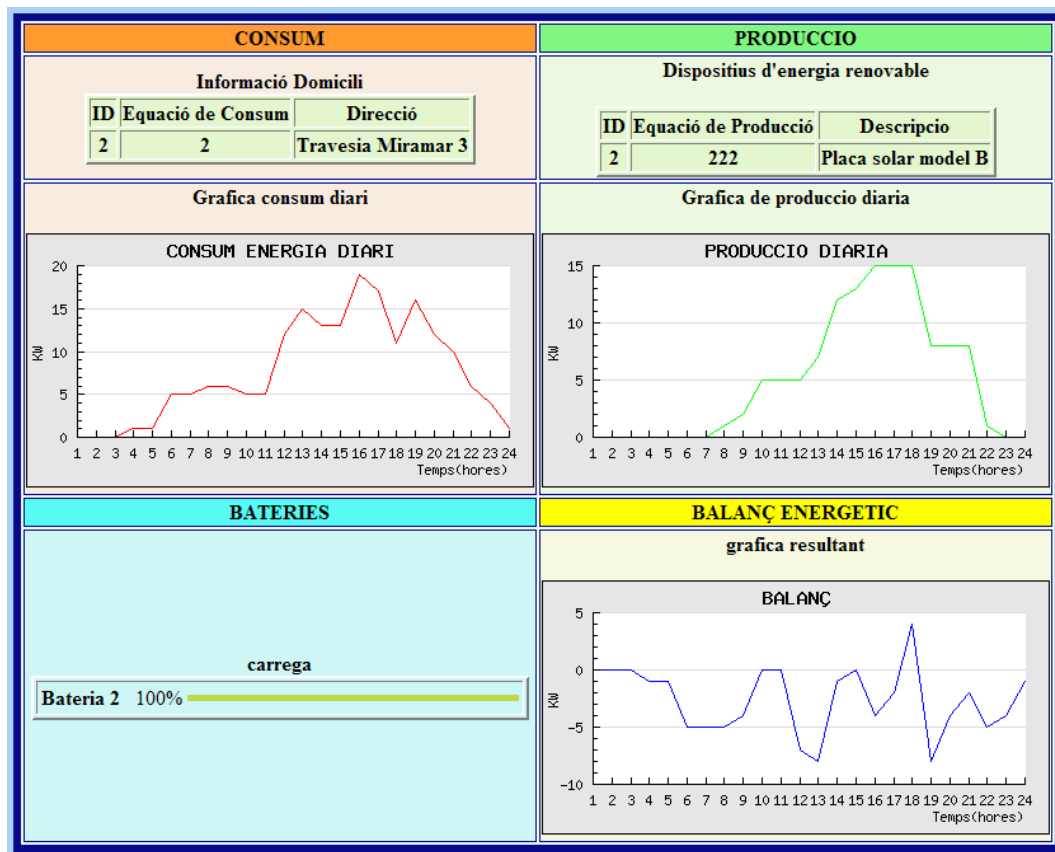 CONSUM
Informació Domicili
ID Equació de Consum Direcció
2 2 Travesia Miramar 3
PRODUCCIO
Dispositius d'energia renovable
ID Equació de Producció Descripcio
2 222 Placa solar model B
Grafica consum diari
CONSUM ENERGIA DIARI
20
15
10
5
0
KW
1 2 3 4 5 6 7 8 9 10 11 12 13 14 15 16 17 18 19 20 21 22 23 24
Temps(hores)
Grafica de produccio diaria
PRODUCCIO DIARIA
15
10
5
0
KW
1 2 3 4 5 6 7 8 9 10 11 12 13 14 15 16 17 18 19 20 21 22 23 24
Temps(hores)
BATERIES
carrega
Bateria 2 100%
BALANÇ ENERGETIC
grafica resultant
BALANÇ
5
0
-5
-10
KW
1 2 3 4 5 6 7 8 9 10 11 12 13 14 15 16 17 18 19 20 21 22 23 24
Temps(hores)